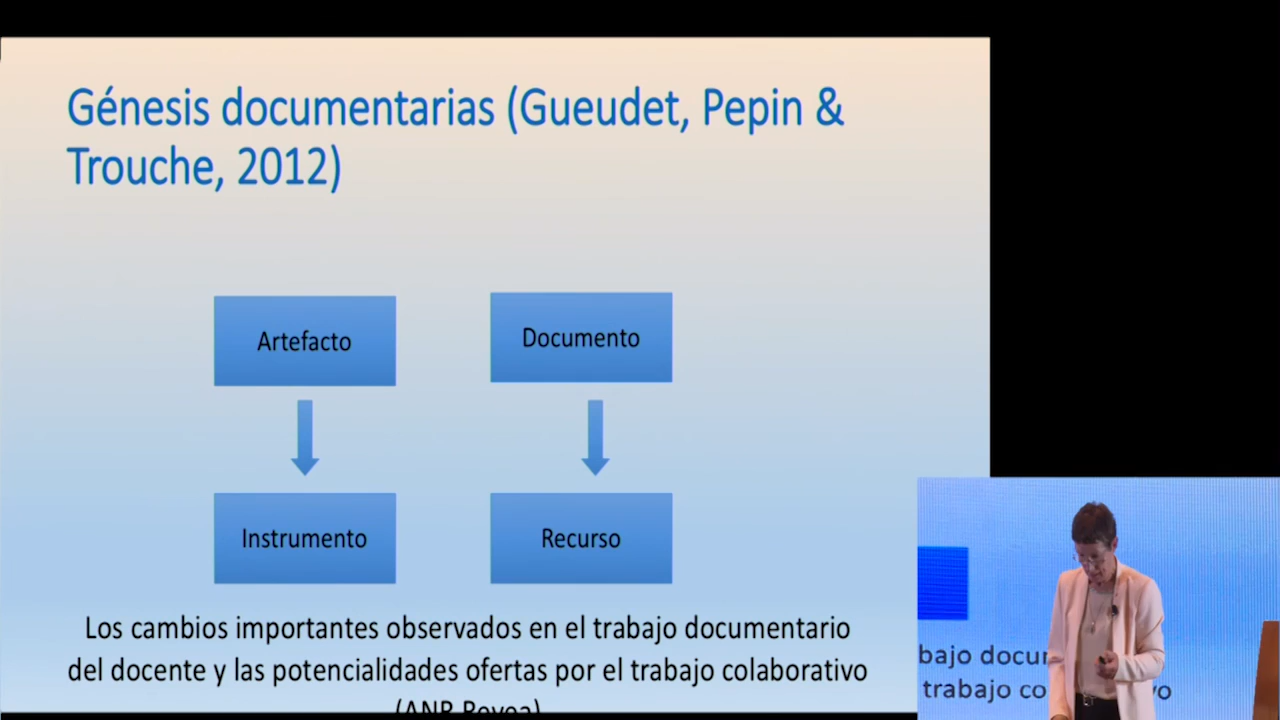 Génesis documentarias (Gueudet, Pepin &
Trouche, 2012)
Artefacto
Documento
Instrumento
Recurso
Los cambios importantes observados en el trabajo documentario
del docente y las potencialidades ofertas por el trabajo colaborativo
(ANR Revea)
bajo docu
trabajo co vo